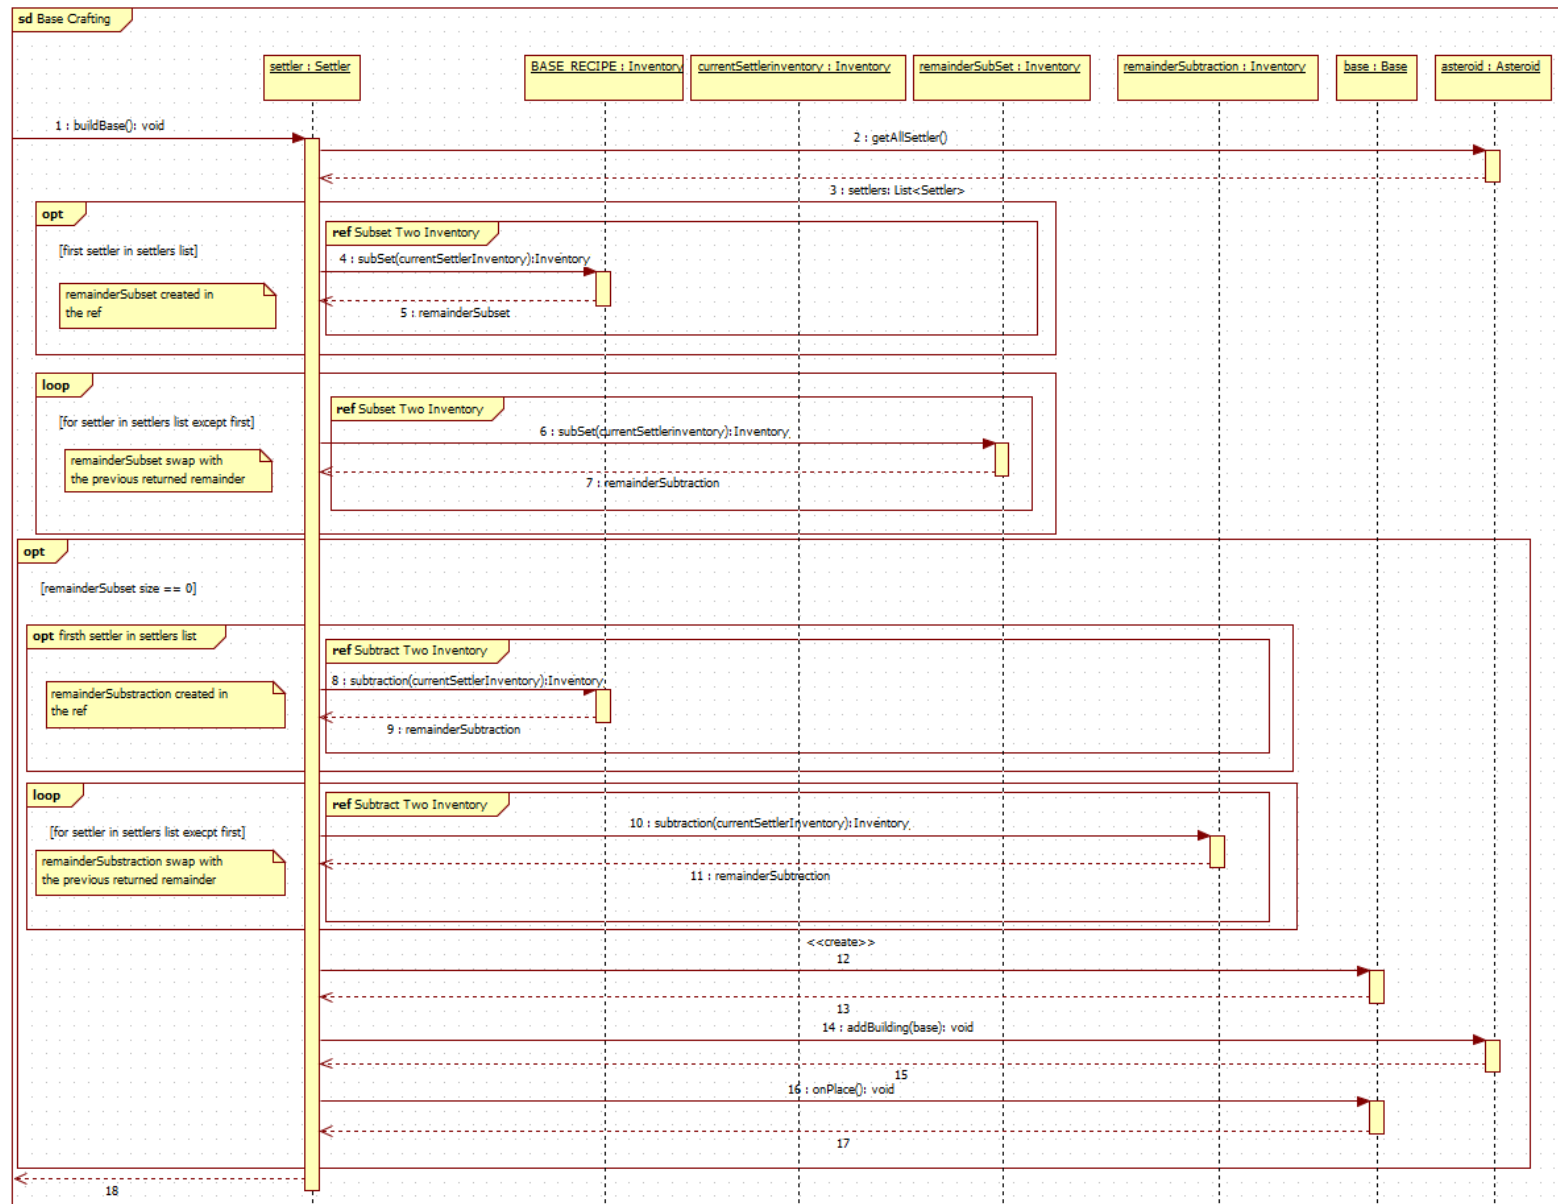 sd Base Crafting
settler : Settler
BASE_RECIPE : Inventory
currentSettlerinventory : Inventory
remainderSubSet : Inventory
remainderSubtraction : Inventory
base : Base
asteroid : Asteroid
1 : buildBase(): void
2 : getAllSettler()
3 : settlers: List<Settler>
opt
[first settler in settlers list]
remainderSubset created in
the ref
ref Subset Two Inventory
4 : subSet(currentSettlerInventory):Inventory
5 : remainderSubset
loop
[for settler in settlers list except first]
remainderSubset swap with
the previous returned remainder
ref Subset Two Inventory
6 : subSet(currentSettlerinventory):Inventory
7 : remainderSubtraction
opt
[remainderSubset size == 0]
opt firsth settler in settlers list
remainderSubstraction created in
the ref
ref Subtract Two Inventory
8 : subtraction(currentSettlerInventory):Inventory
9 : remainderSubtraction
loop
[for settler in settlers list execpt first]
remainderSubstraction swap with
the previous returned remainder
ref Subtract Two Inventory
10 : subtraction(currentSettlerInventory):Inventory
11 : remainderSubtraction
<<create>>
12
13
14 : addBuilding(base): void
15
16 : onPlace(): void
17
18